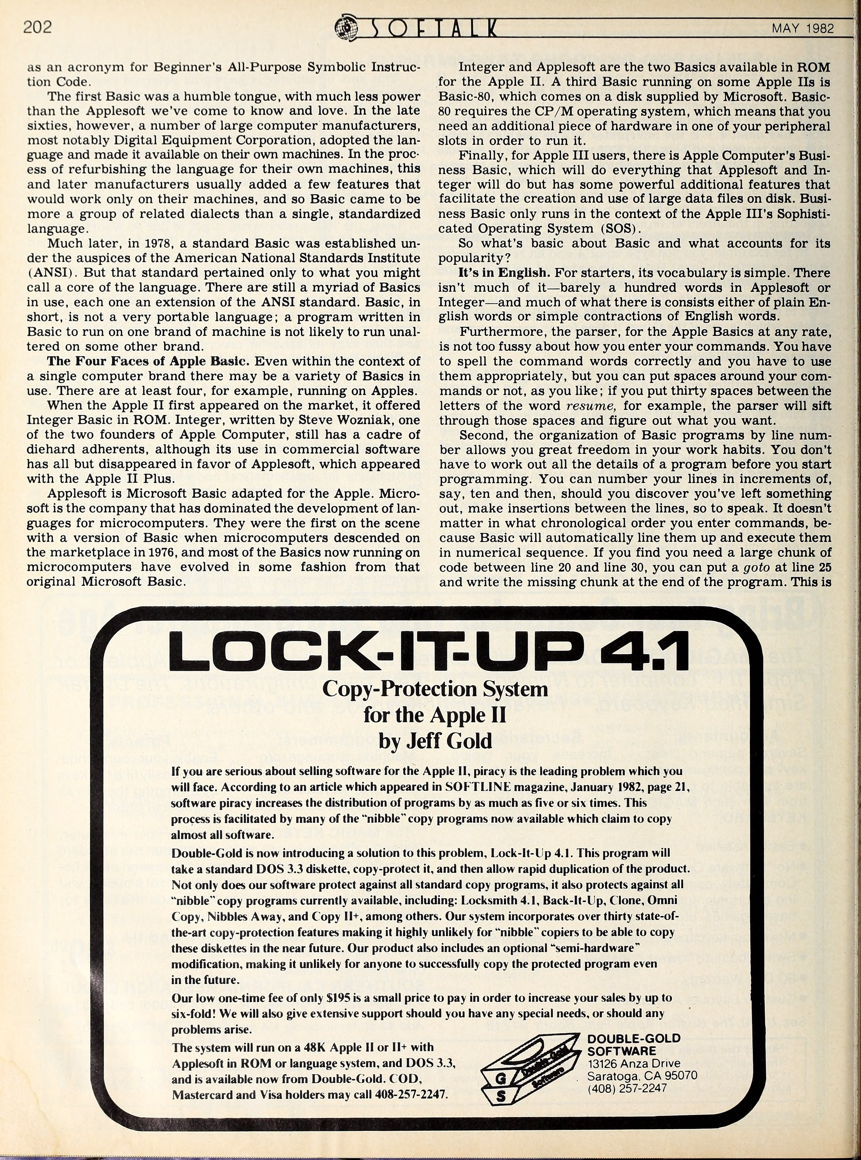 202
SOFTALK
MAY 1982
as an acronym for Beginner's All-Purpose Symbolic Instruc-
tion Code.
The first Basic was a humble tongue, with much less power
than the Applesoft we've come to know and love. In the late
sixties, however, a number of large computer manufacturers,
most notably Digital Equipment Corporation, adopted the lan-
guage and made it available on their own machines. In the proc-
ess of refurbishing the language for their own machines, this
and later manufacturers usually added a few features that
would work only on their machines, and so Basic came to be
more a group of related dialects than a single, standardized
language.
Much later, in 1978, a standard Basic was established un-
der the auspices of the American National Standards Institute
(ANSI). But that standard pertained only to what you might
call a core of the language. There are still a myriad of Basics
in use, each one an extension of the ANSI standard. Basic, in
short, is not a very portable language; a program written in
Basic to run on one brand of machine is not likely to run unal-
tered on some other brand.
The Four Faces of Apple Basic. Even within the context of
a single computer brand there may be a variety of Basics in
use. There are at least four, for example, running on Apples.
When the Apple II first appeared on the market, it offered
Integer Basic in ROM. Integer, written by Steve Wozniak, one
of the two founders of Apple Computer, still has a cadre of
diehard adherents, although its use in commercial software
has all but disappeared in favor of Applesoft, which appeared
with the Apple II Plus.
Applesoft is Microsoft Basic adapted for the Apple. Micro-
soft is the company that has dominated the development of lan-
guages for microcomputers. They were the first on the scene
with a version of Basic when microcomputers descended on
the marketplace in 1976, and most of the Basics now running on
microcomputers have evolved in some fashion from that
original Microsoft Basic.
Integer and Applesoft are the two Basics available in ROM
for the Apple II. A third Basic running on some Apple IIs is
Basic-80, which comes on a disk supplied by Microsoft. Basic-
80 requires the CP/M operating system, which means that you
need an additional piece of hardware in one of your peripheral
slots in order to run it.
Finally, for Apple III users, there is Apple Computer's Busi-
ness Basic, which will do everything that Applesoft and In-
teger will do but has some powerful additional features that
facilitate the creation and use of large data files on disk. Busi-
ness Basic only runs in the context of the Apple III's Sophisti-
cated Operating System (SOS).
So what's basic about Basic and what accounts for its
popularity?
It's in English. For starters, its vocabulary is simple. There
isn't much of it—barely a hundred words in Applesoft or
Integer—and much of what there is consists either of plain En-
glish words or simple contractions of English words.
Furthermore, the parser, for the Apple Basics at any rate,
is not too fussy about how you enter your commands. You have
to spell the command words correctly and you have to use
them appropriately, but you can put spaces around your com-
mands or not, as you like; if you put thirty spaces between the
letters of the word resume, for example, the parser will sift
through those spaces and figure out what you want.
Second, the organization of Basic programs by line num-
ber allows you great freedom in your work habits. You don't
have to work out all the details of a program before you start
programming. You can number your lines in increments of,
say, ten and then, should you discover you've left something
out, make insertions between the lines, so to speak. It doesn't
matter in what chronological order you enter commands, be-
cause Basic will automatically line them up and execute them
in numerical sequence. If you find you need a large chunk of
code between line 20 and line 30, you can put a goto at line 25
and write the missing chunk at the end of the program. This is
LOCK-IT-UP 4.1
Copy-Protection System
for the Apple II
by Jeff Gold
If you are serious about selling software for the Apple II, piracy is the leading problem which you
will face. According to an article which appeared in SOFTLINE magazine, January 1982, page 21,
software piracy increases the distribution of programs by as much as five or six times. This
process is facilitated by many of the "nibble" copy programs now available which claim to copy
almost all software.
Double-Gold is now introducing a solution to this problem, Lock-It-Up 4.1. This program will
take a standard DOS 3.3 diskette, copy-protect it, and then allow rapid duplication of the product.
Not only does our software protect against all standard copy programs, it also protects against all
"nibble" copy programs currently available, including: Locksmith 4.1, Back-It-Up, Clone, Omni
Copy, Nibbles Away, and Copy II+, among others. Our system incorporates over thirty state-of-
the-art copy-protection features making it highly unlikely for "nibble" copiers to be able to copy
these diskettes in the near future. Our product also includes an optional "semi-hardware"
modification, making it unlikely for anyone to successfully copy the protected program even
in the future.
Our low one-time fee of only $195 is a small price to pay in order to increase your sales by up to
six-fold! We will also give extensive support should you have any special needs, or should any
problems arise.
The system will run on a 48K Apple II or II+ with
Applesoft in ROM or language system, and DOS 3.3,
and is available now from Double-Gold. COD,
Mastercard and Visa holders may call 408-257-2247.
G
S
Double-Gold
Software
DOUBLE-GOLD
SOFTWARE
13126 Anza Drive
Saratoga, CA 95070
(408) 257-2247